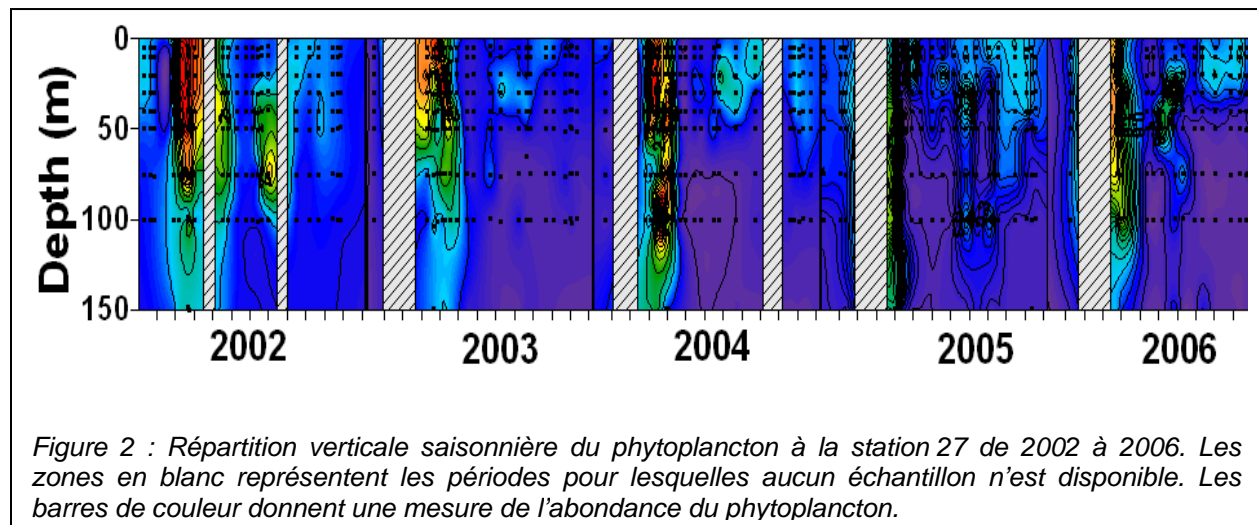 0
50
100
150
Depth (m)
2002 2003 2004 2005 2006
Figure 2 : Répartition verticale saisonnière du phytoplancton à la station 27 de 2002 à 2006. Les
zones en blanc représentent les périodes pour lesquelles aucun échantillon n'est disponible. Les
barres de couleur donnent une mesure de l'abondance du phytoplancton.